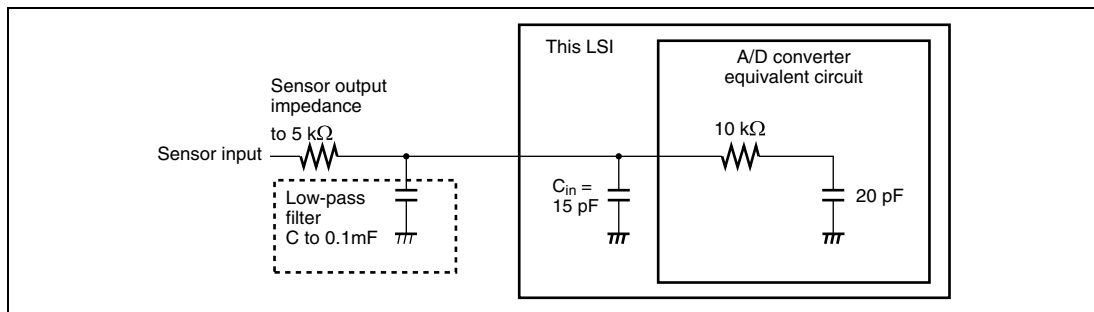 This LSI
A/D converter
equivalent circuit
Sensor output
impedance
to 5 kΩ
10 kΩ
Sensor input
Low-pass
filter
C to 0.1mF
Cin =
15 pF
20 pF